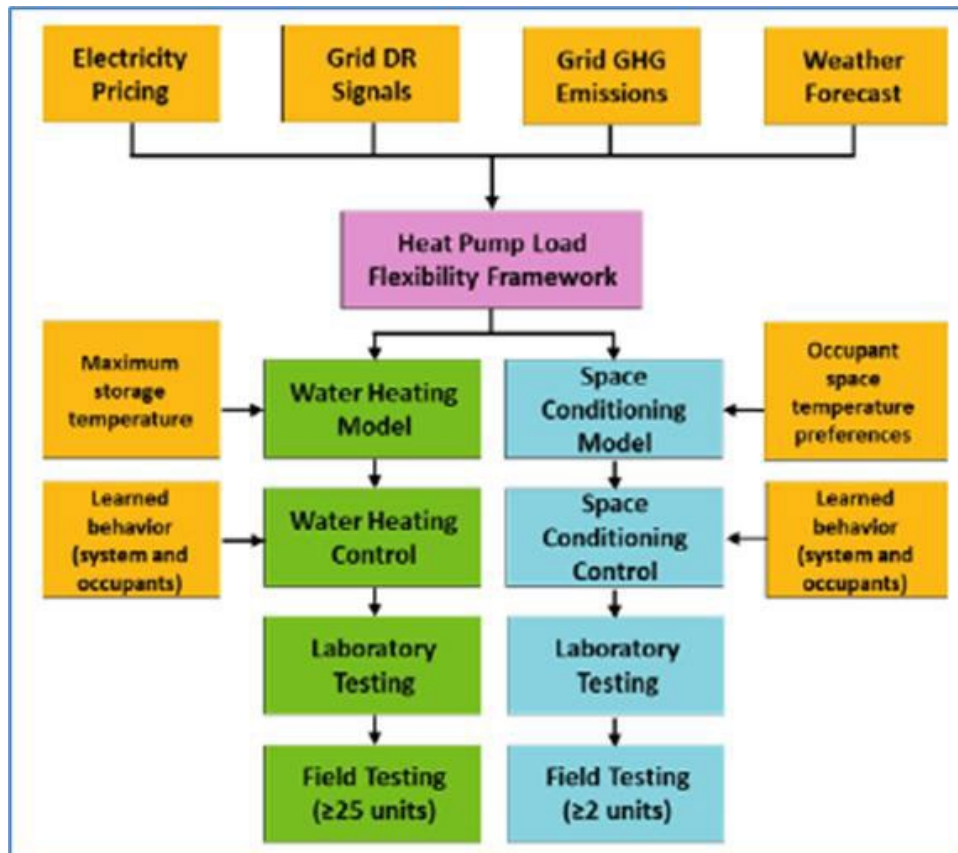 Electricity
Pricing
Grid DR
Signals
Grid GHG
Emissions
Weather
Forecast
Heat Pump Load
Flexibility Framework
Maximum
storage
temperature
Water Heating
Model
Space
Conditioning
Model
Occupant
space
temperature
preferences
Learned
behavior
(system and
occupants)
Water Heating
Control
Space
Conditioning
Control
Learned
behavior
(system and
occupants)
Laboratory
Testing
Laboratory
Testing
Field Testing
(≥25 units)
Field Testing
(≥2 units)